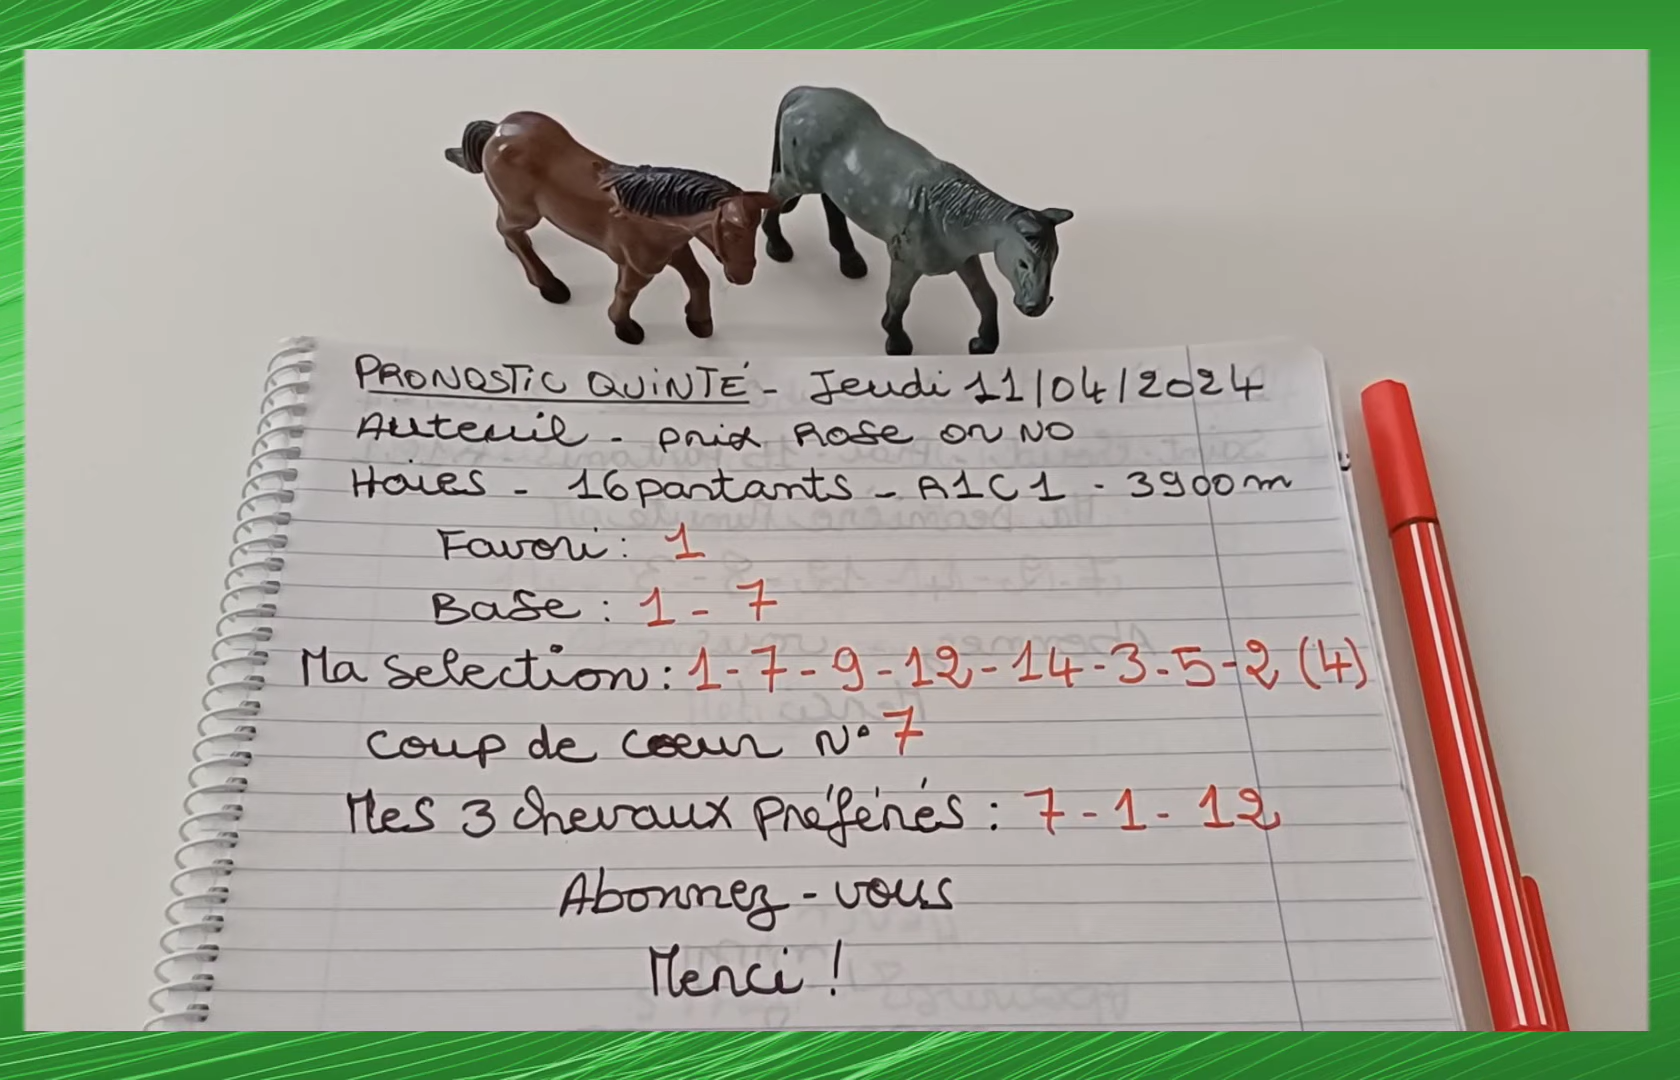 PRONOSTIC QUINTÉ - Jeudi 11/04/2024
Auteuil - prix Rose or No
Haies - 16 partants - A1C1 - 3900m
Favori : 1
Base : 1 - 7
Ma selection : 1-7-9-12-14-3-5-2 (4)
coup de coeur N° 7
Mes 3 chevaux préférés : 7-1-12
Abonnez-vous
Merci !